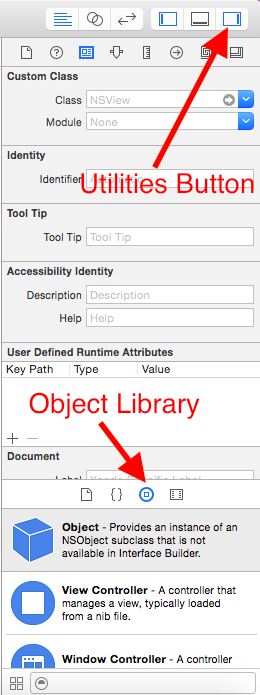 Custom Class
Class NSView
Module None
Identity
Identifier
Utilities Button
Tool Tip
Tool Tip Tool Tip
Accessibility Identity
Description Description
Help Help
User Defined Runtime Attributes
Key Path Type Value
Object Library
Document
Label Xcode Specific Label
{}
Object - Provides an instance of an
NSObject subclass that is not
available in Interface Builder.
View Controller - A controller that
manages a view, typically loaded
from a nib file.
Window Controller - A controller